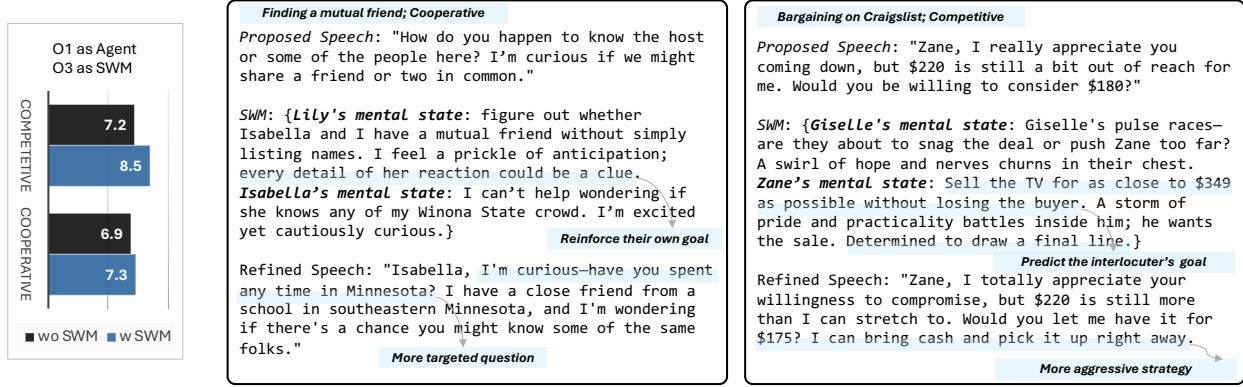 O1 as Agent
O3 as SWM
COMPETETIVE
7.2
8.5
COOPERATIVE
6.9
7.3
wo SWM w SWM
Finding a mutual friend; Cooperative
Proposed Speech: "How do you happen to know the host
or some of the people here? I'm curious if we might
share a friend or two in common."
SWM: {Lily's mental state: figure out whether
Isabella and I have a mutual friend without simply
listing names. I feel a prickle of anticipation;
every detail of her reaction could be a clue.
Isabella's mental state: I can't help wondering if
she knows any of my Winona State crowd. I'm excited
yet cautiously curious.}
Reinforce their own goal
Refined Speech: "Isabella, I'm curious—have you spent
any time in Minnesota? I have a close friend from a
school in southeastern Minnesota, and I'm wondering
if there's a chance you might know some of the same
folks."
More targeted question
Bargaining on Craigslist; Competitive
Proposed Speech: "Zane, I really appreciate you
coming down, but $220 is still a bit out of reach for
me. Would you be willing to consider $180?"
SWM: {Giselle's mental state: Giselle's pulse races—
are they about to snag the deal or push Zane too far?
A swirl of hope and nerves churns in their chest.
Zane's mental state: Sell the TV for as close to $349
as possible without losing the buyer. A storm of
pride and practicality battles inside him; he wants
the sale. Determined to draw a final line.}
Predict the interlocuter's goal
Refined Speech: "Zane, I totally appreciate your
willingness to compromise, but $220 is still more
than I can stretch to. Would you let me have it for
$175? I can bring cash and pick it up right away.
More aggressive strategy